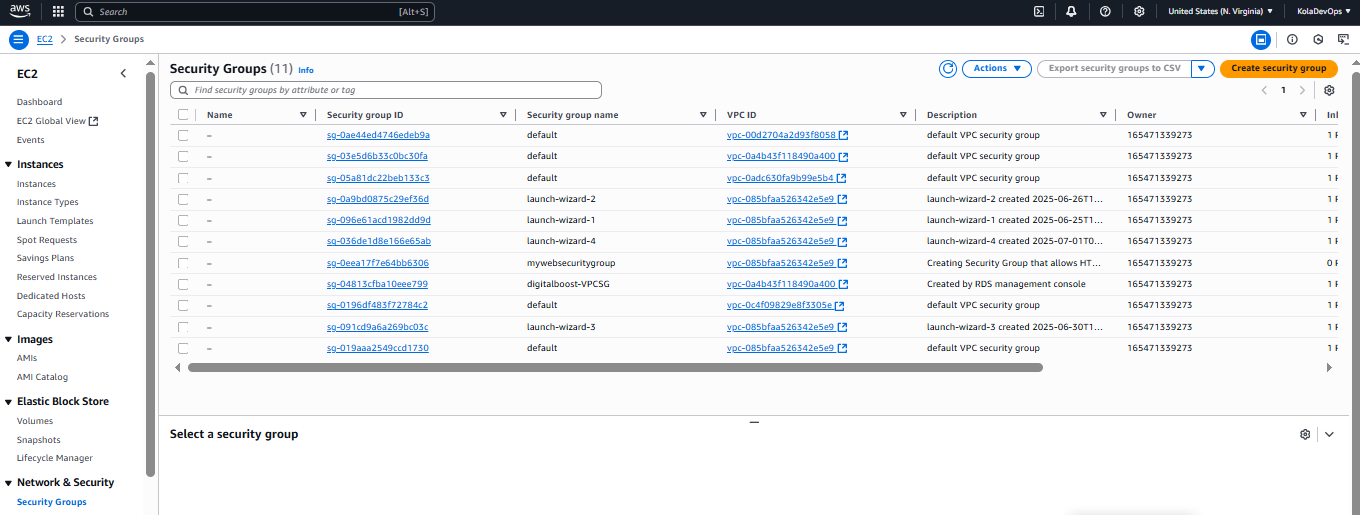 aws Search [Alt+S] United States (N. Virginia) KolaDevOps
EC2 Security Groups
EC2
Dashboard
EC2 Global View
Events
Instances
Instances
Instance Types
Launch Templates
Spot Requests
Savings Plans
Reserved Instances
Dedicated Hosts
Capacity Reservations
Images
AMIs
AMI Catalog
Elastic Block Store
Volumes
Snapshots
Lifecycle Manager
Network & Security
Security Groups
Security Groups (11) Info Actions Export security groups to CSV Create security group
Find security groups by attribute or tag 1
Name Security group ID Security group name VPC ID Description Owner
– sg-0ae44ed4746edeb9a default vpc-00d2704a2d93f8058 default VPC security group 165471339273 1
– sg-03e5d6b33c0bc30fa default vpc-0a4b43f118490a400 default VPC security group 165471339273 1
– sg-05a81dc22beb133c3 default vpc-0adc630fa9b99e5b4 default VPC security group 165471339273 1
– sg-0a9bd0875c29ef36d launch-wizard-2 vpc-085bfaa526342e5e9 launch-wizard-2 created 2025-06-26T1... 165471339273 1
– sg-096e61acd1982dd9d launch-wizard-1 vpc-085bfaa526342e5e9 launch-wizard-1 created 2025-06-25T1... 165471339273 1
– sg-036de1d8e166e65ab launch-wizard-4 vpc-085bfaa526342e5e9 launch-wizard-4 created 2025-07-01T0... 165471339273 1
– sg-0eea17f7e64bb6306 mywebsecuritygroup vpc-085bfaa526342e5e9 Creating Security Group that allows HT... 165471339273 0
– sg-04813cfba10eee799 digitalboost-VPCSG vpc-0a4b43f118490a400 Created by RDS management console 165471339273 1
– sg-0196df483f72784c2 default vpc-0c4f09829e8f3305e default VPC security group 165471339273 1
– sg-091cd9a6a269bc03c launch-wizard-3 vpc-085bfaa526342e5e9 launch-wizard-3 created 2025-06-30T1... 165471339273 1
– sg-019aaa2549ccd1730 default vpc-085bfaa526342e5e9 default VPC security group 165471339273 1
Select a security group